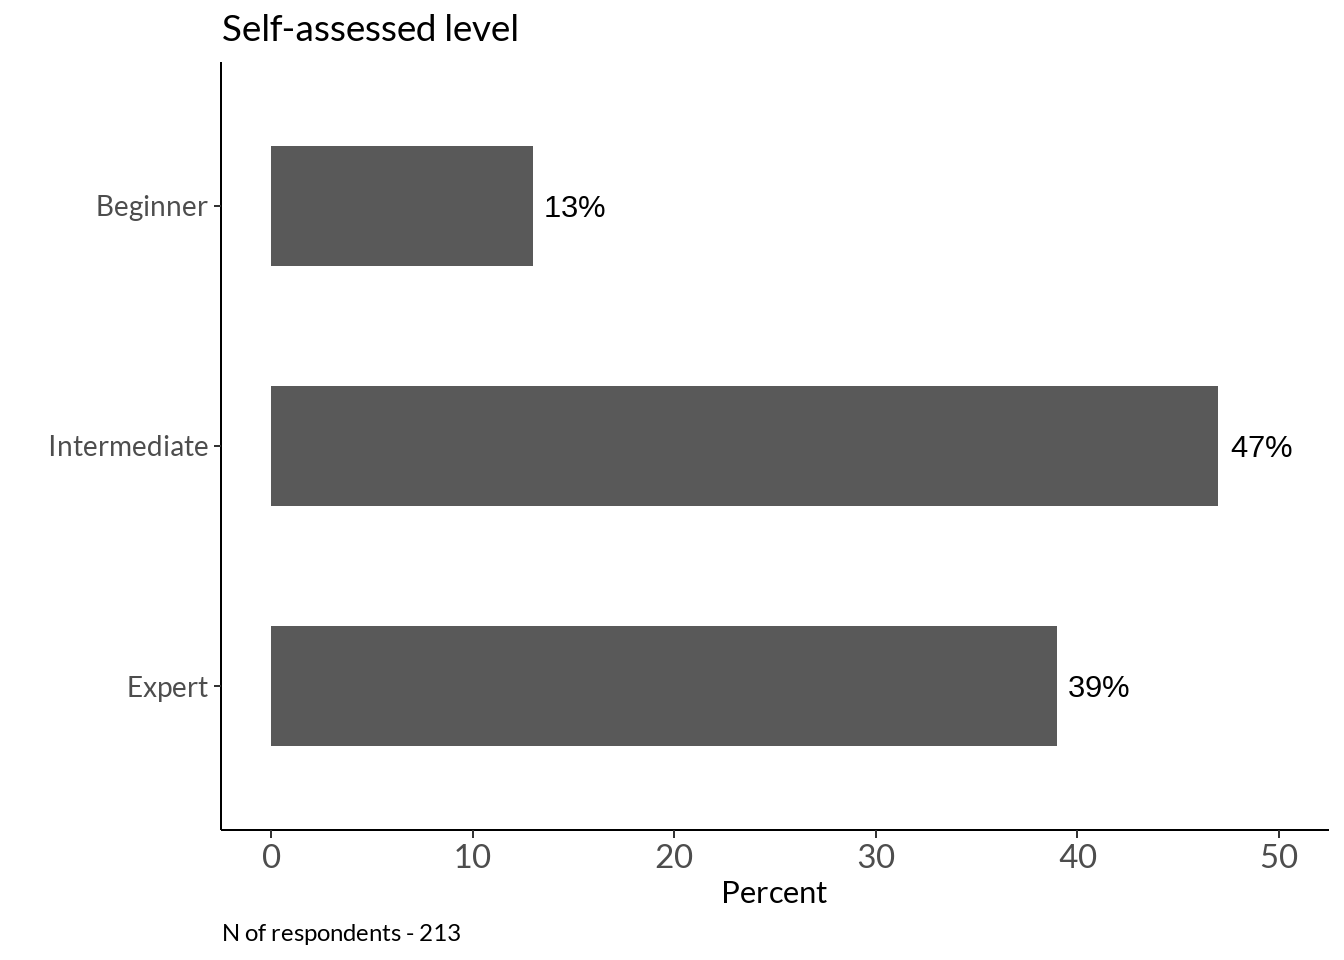 Self-assessed level
Beginner
13%
Intermediate
47%
Expert
39%
0 10 20 30 40 50
Percent
N of respondents - 213